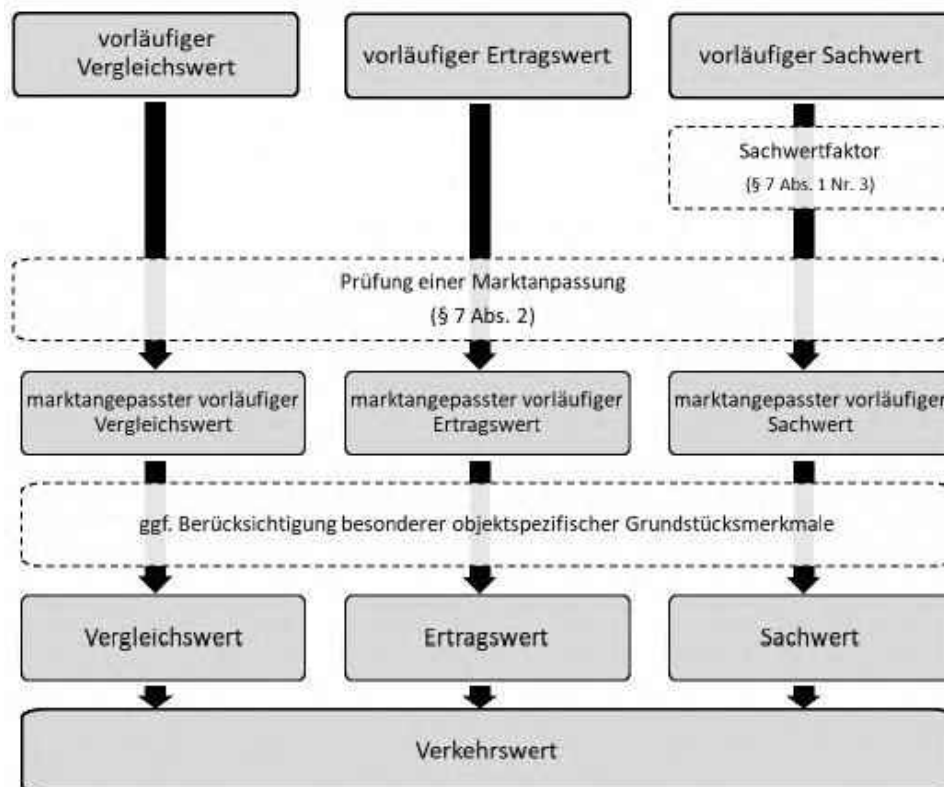 vorläufiger
Vergleichswert
vorläufiger Ertragswert
vorläufiger Sachwert
Sachwertfaktor
(§ 7 Abs. 1 Nr. 3)
Prüfung einer Marktanpassung
(§ 7 Abs. 2)
marktangepasster vorläufiger
Vergleichswert
marktangepasster vorläufiger
Ertragswert
marktangepasster vorläufiger
Sachwert
ggf. Berücksichtigung besonderer objektspezifischer Grundstücksmerkmale
Vergleichswert
Ertragswert
Sachwert
Verkehrswert